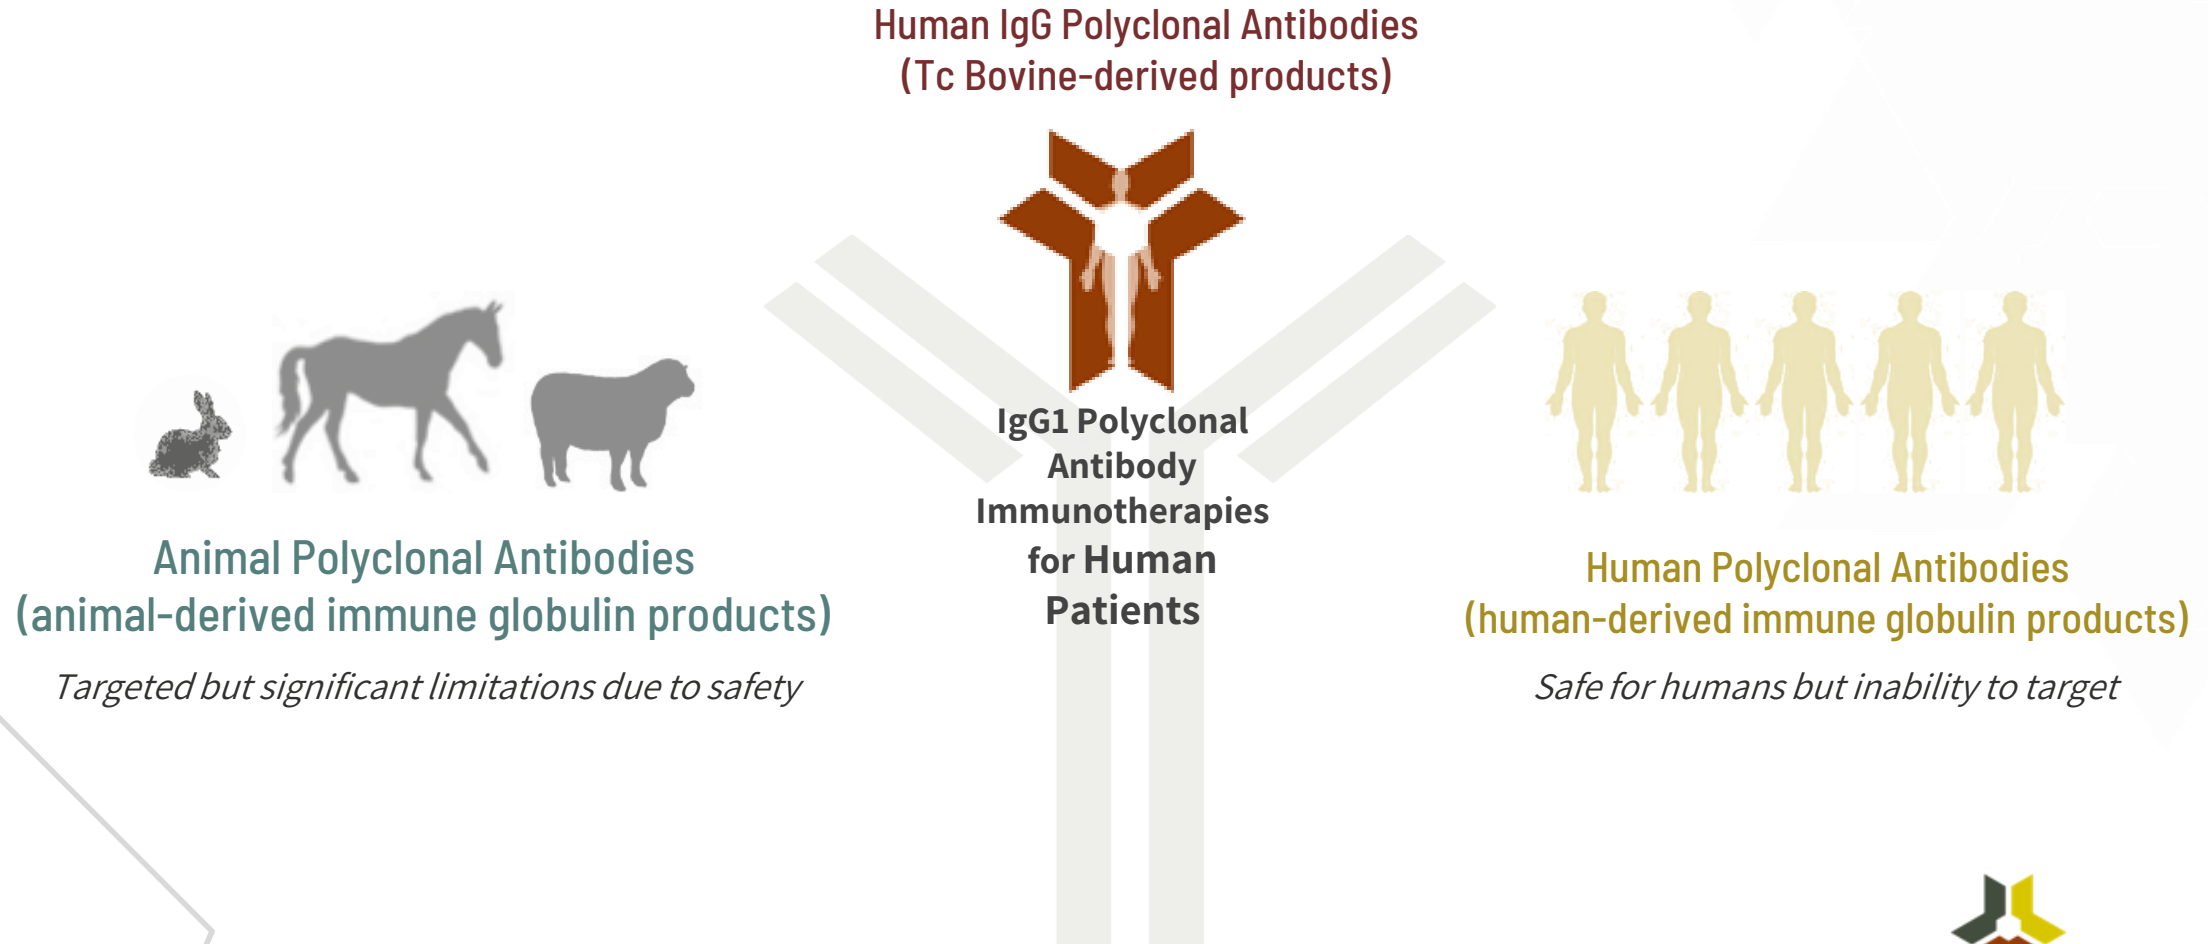 Human IgG Polyclonal Antibodies
(Tc Bovine-derived products)
IgG1 Polyclonal
Antibody
Immunotherapies
for Human
Patients
Animal Polyclonal Antibodies
(animal-derived immune globulin products)
Targeted but significant limitations due to safety
Human Polyclonal Antibodies
(human-derived immune globulin products)
Safe for humans but inability to target